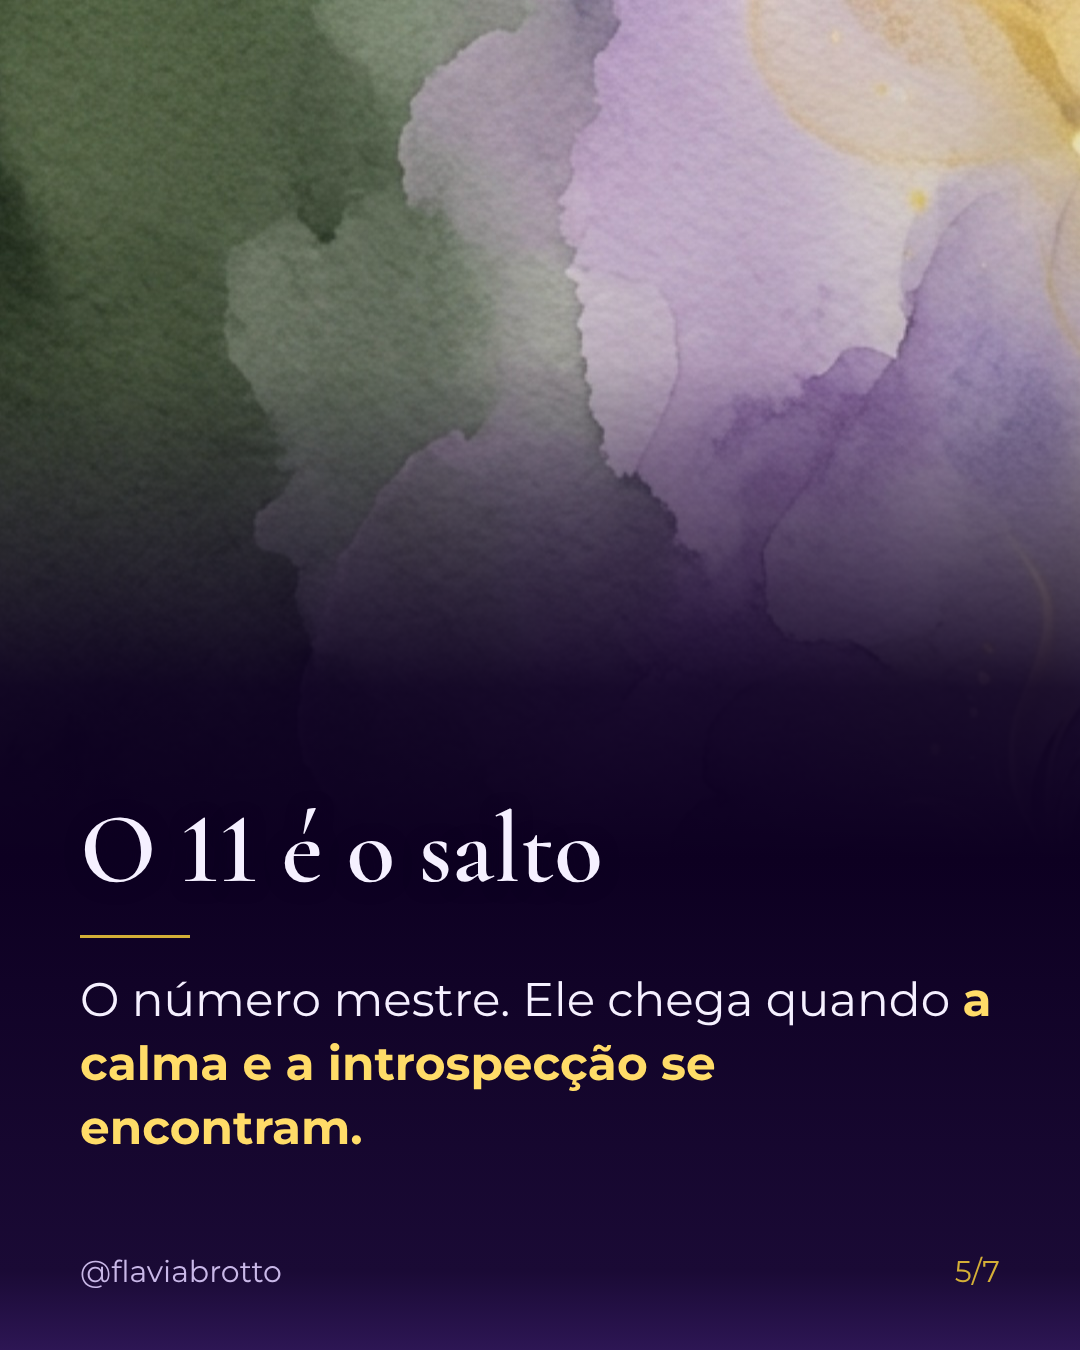 O 11 é o salto
O número mestre. Ele chega quando a
calma e a introspecção se
encontram.
@flaviabrotto
5/7